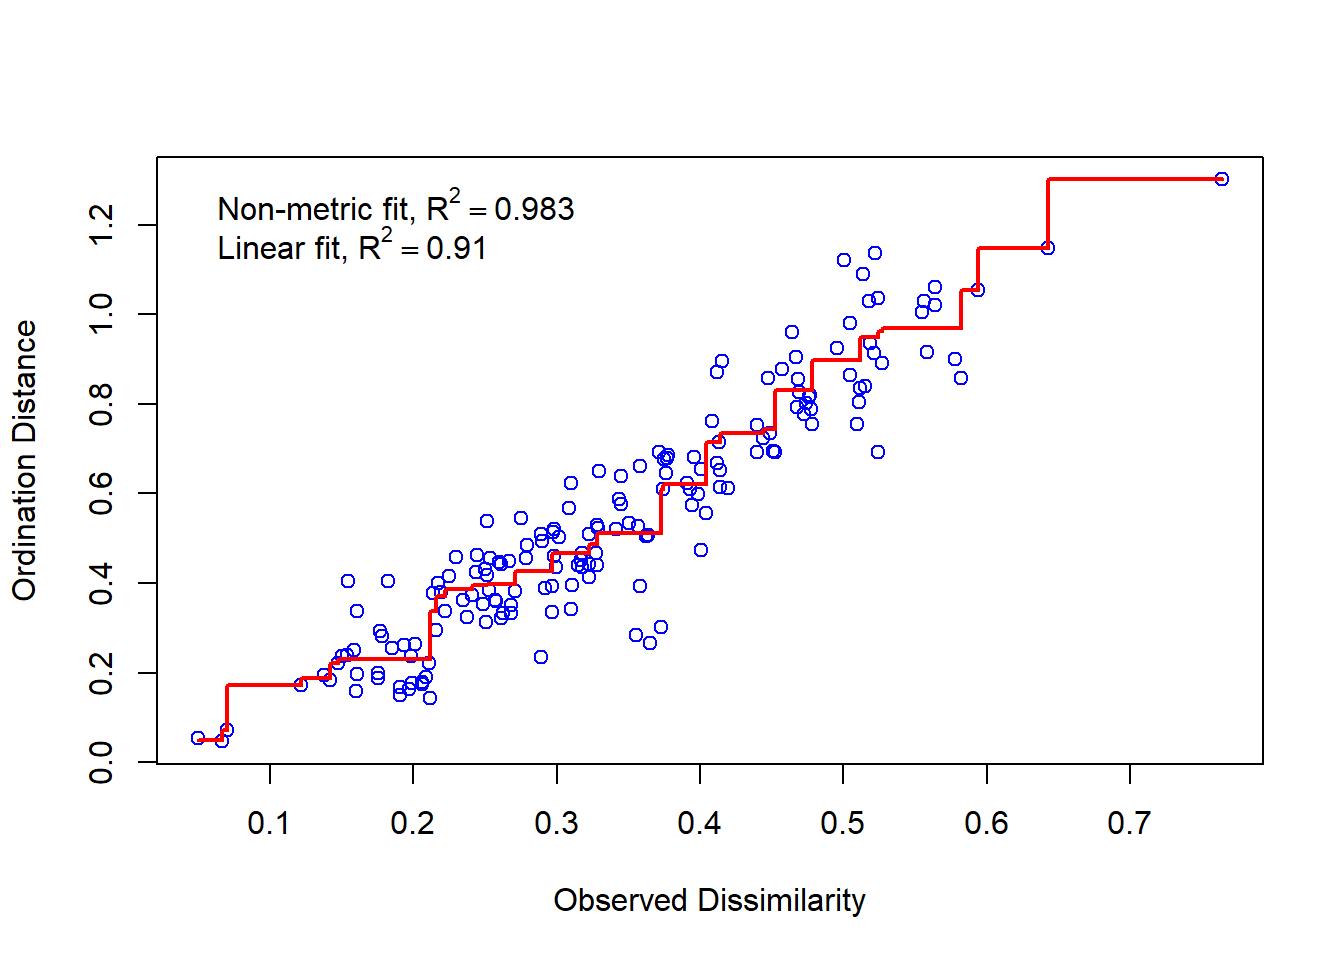 Non-metric fit, R² = 0.983
Linear fit, R² = 0.91
Ordination Distance
0.0 0.2 0.4 0.6 0.8 1.0 1.2
0.1 0.2 0.3 0.4 0.5 0.6 0.7
Observed Dissimilarity